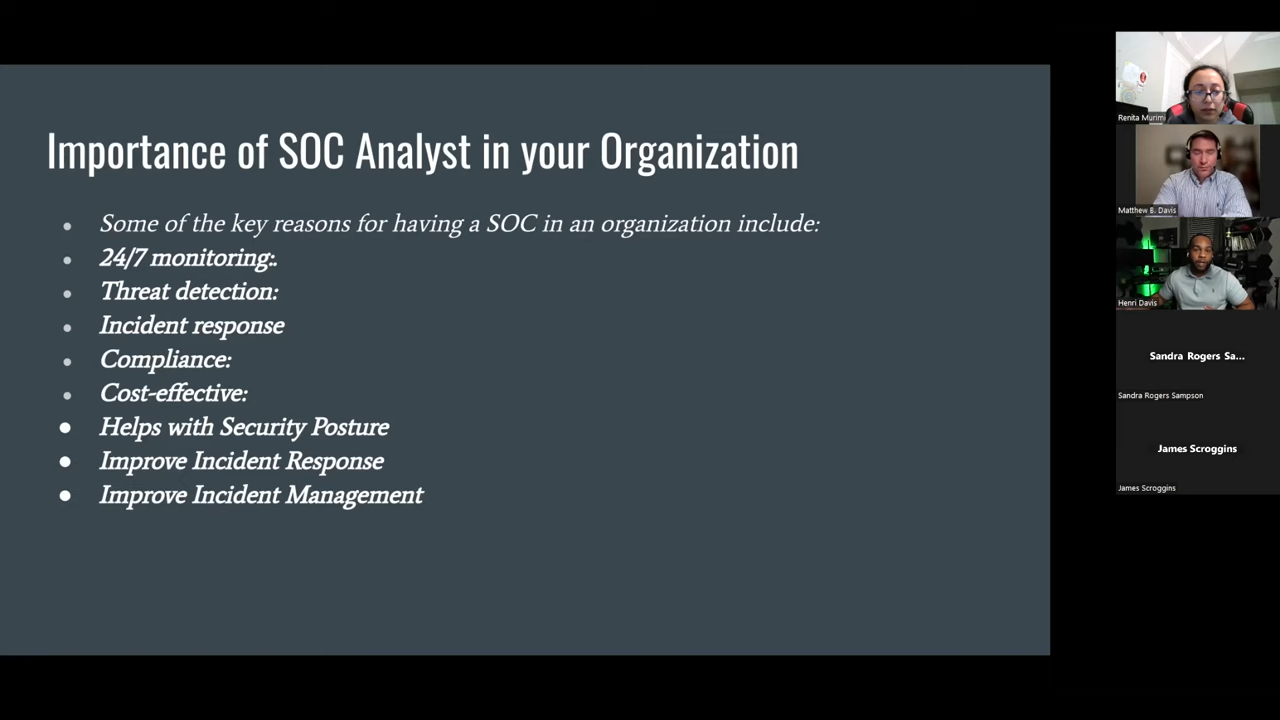 Importance of SOC Analyst in your Organization
Some of the key reasons for having a SOC in an organization include:
24/7 monitoring:.
Threat detection:
Incident response
Compliance:
Cost-effective:
Helps with Security Posture
Improve Incident Response
Improve Incident Management
Renita Murimi
Matthew B. Davis
Henri Davis
Sandra Rogers Sa...
Sandra Rogers Sampson
James Scroggins
James Scroggins